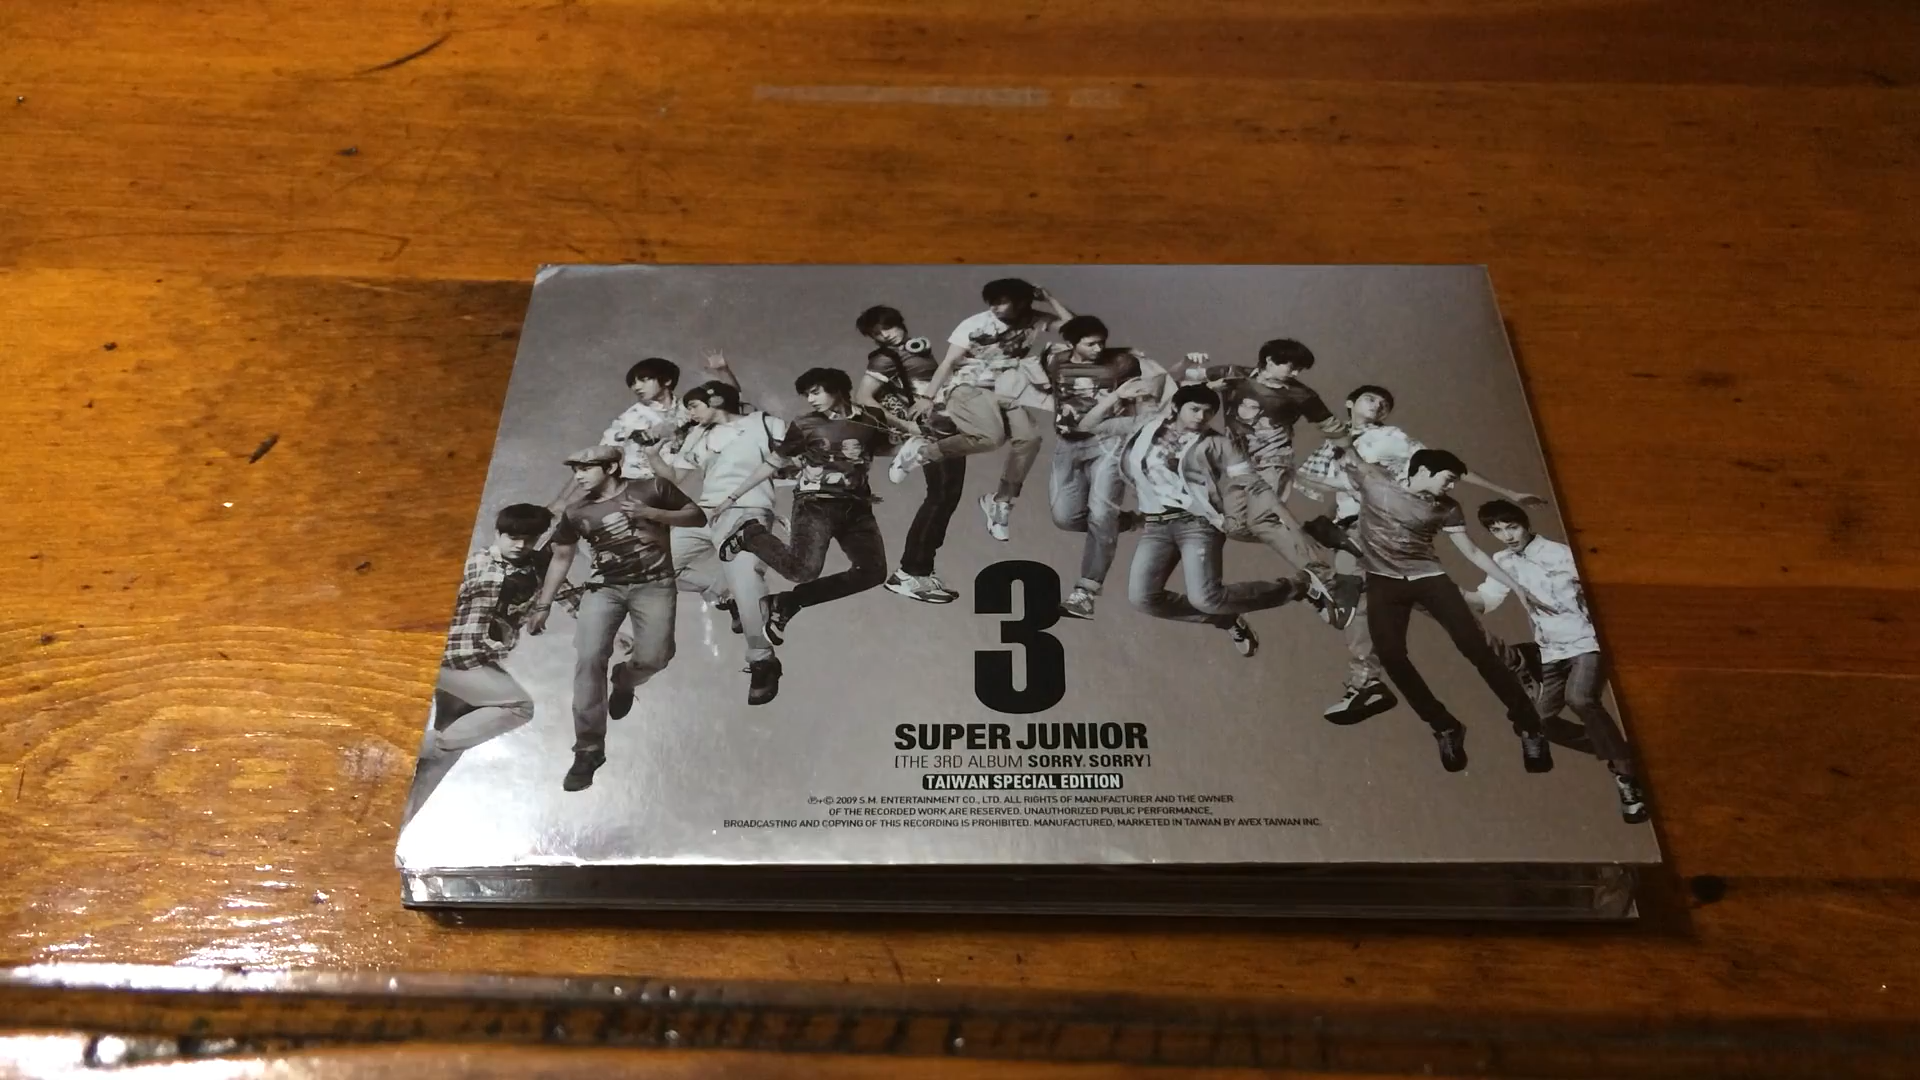 3
SUPER JUNIOR
[THE 3RD ALBUM SORRY, SORRY]
TAIWAN SPECIAL EDITION
℗+© 2009 S.M. ENTERTAINMENT CO., LTD. ALL RIGHTS OF MANUFACTURER AND THE OWNER
OF THE RECORDED WORK ARE RESERVED. UNAUTHORIZED PUBLIC PERFORMANCE,
BROADCASTING AND COPYING OF THIS RECORDING IS PROHIBITED. MANUFACTURED, MARKETED IN TAIWAN BY AVEX TAIWAN INC.